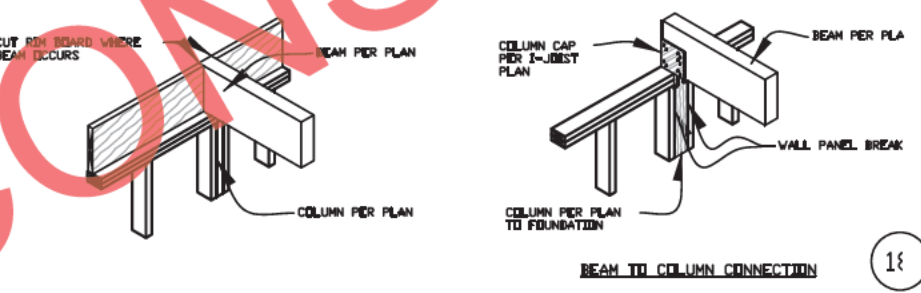 CUT RIM BOARD WHERE
BEAM OCCURS
BEAM PER PLAN
COLUMN PER PLAN
COLUMN CAP
PER I-JOIST
PLAN
BEAM PER PLA
WALL PANEL BREAK
COLUMN PER PLAN
TO FOUNDATION
BEAM TO COLUMN CONNECTION
CONS